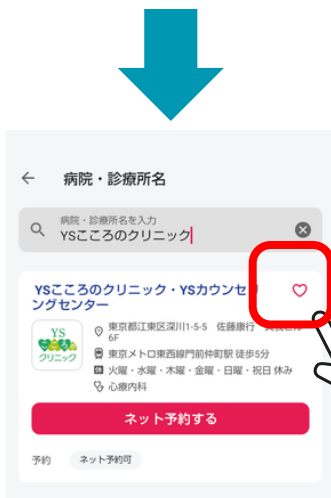 病院・診療所名
病院・診療所名を入力
YSこころのクリニック
YSこころのクリニック・YSカウンセリ
ングセンター
YS
クリニック
東京都江東区深川1-5-5 佐藤康行
6F
東京メトロ東西線門前仲町駅 徒歩5分
火曜・水曜・木曜・金曜・日曜・祝日 休み
心療内科
ネット予約する
予約 ネット予約可